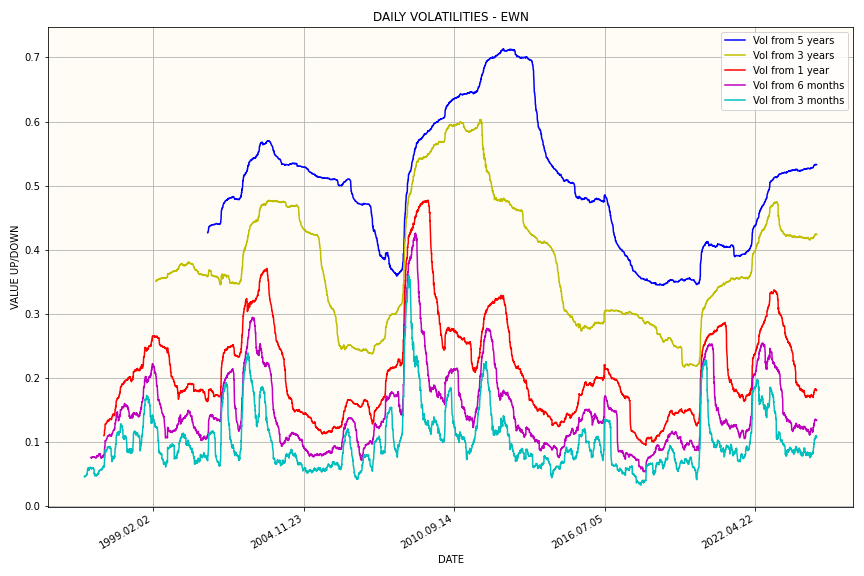 DAILY VOLATILITIES - EWN
VALUE UP/DOWN
0.7
0.6
0.5
0.4
0.3
0.2
0.1
0.0
Vol from 5 years
Vol from 3 years
Vol from 1 year
Vol from 6 months
Vol from 3 months
1999.02.02
2004.11.23
2010.09.14
2016.07.05
2022.04.22
DATE